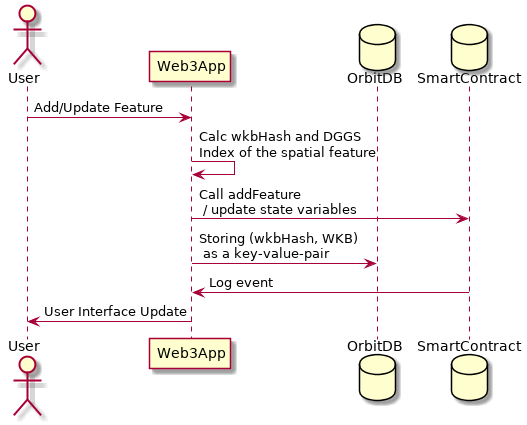 User
Web3App
OrbitDB
SmartContract
Add/Update Feature
Calc wkbHash and DGGS
Index of the spatial feature
Call addFeature
/ update state variables
Storing (wkbHash, WKB)
as a key-value-pair
Log event
User Interface Update
User
Web3App
OrbitDB
SmartContract